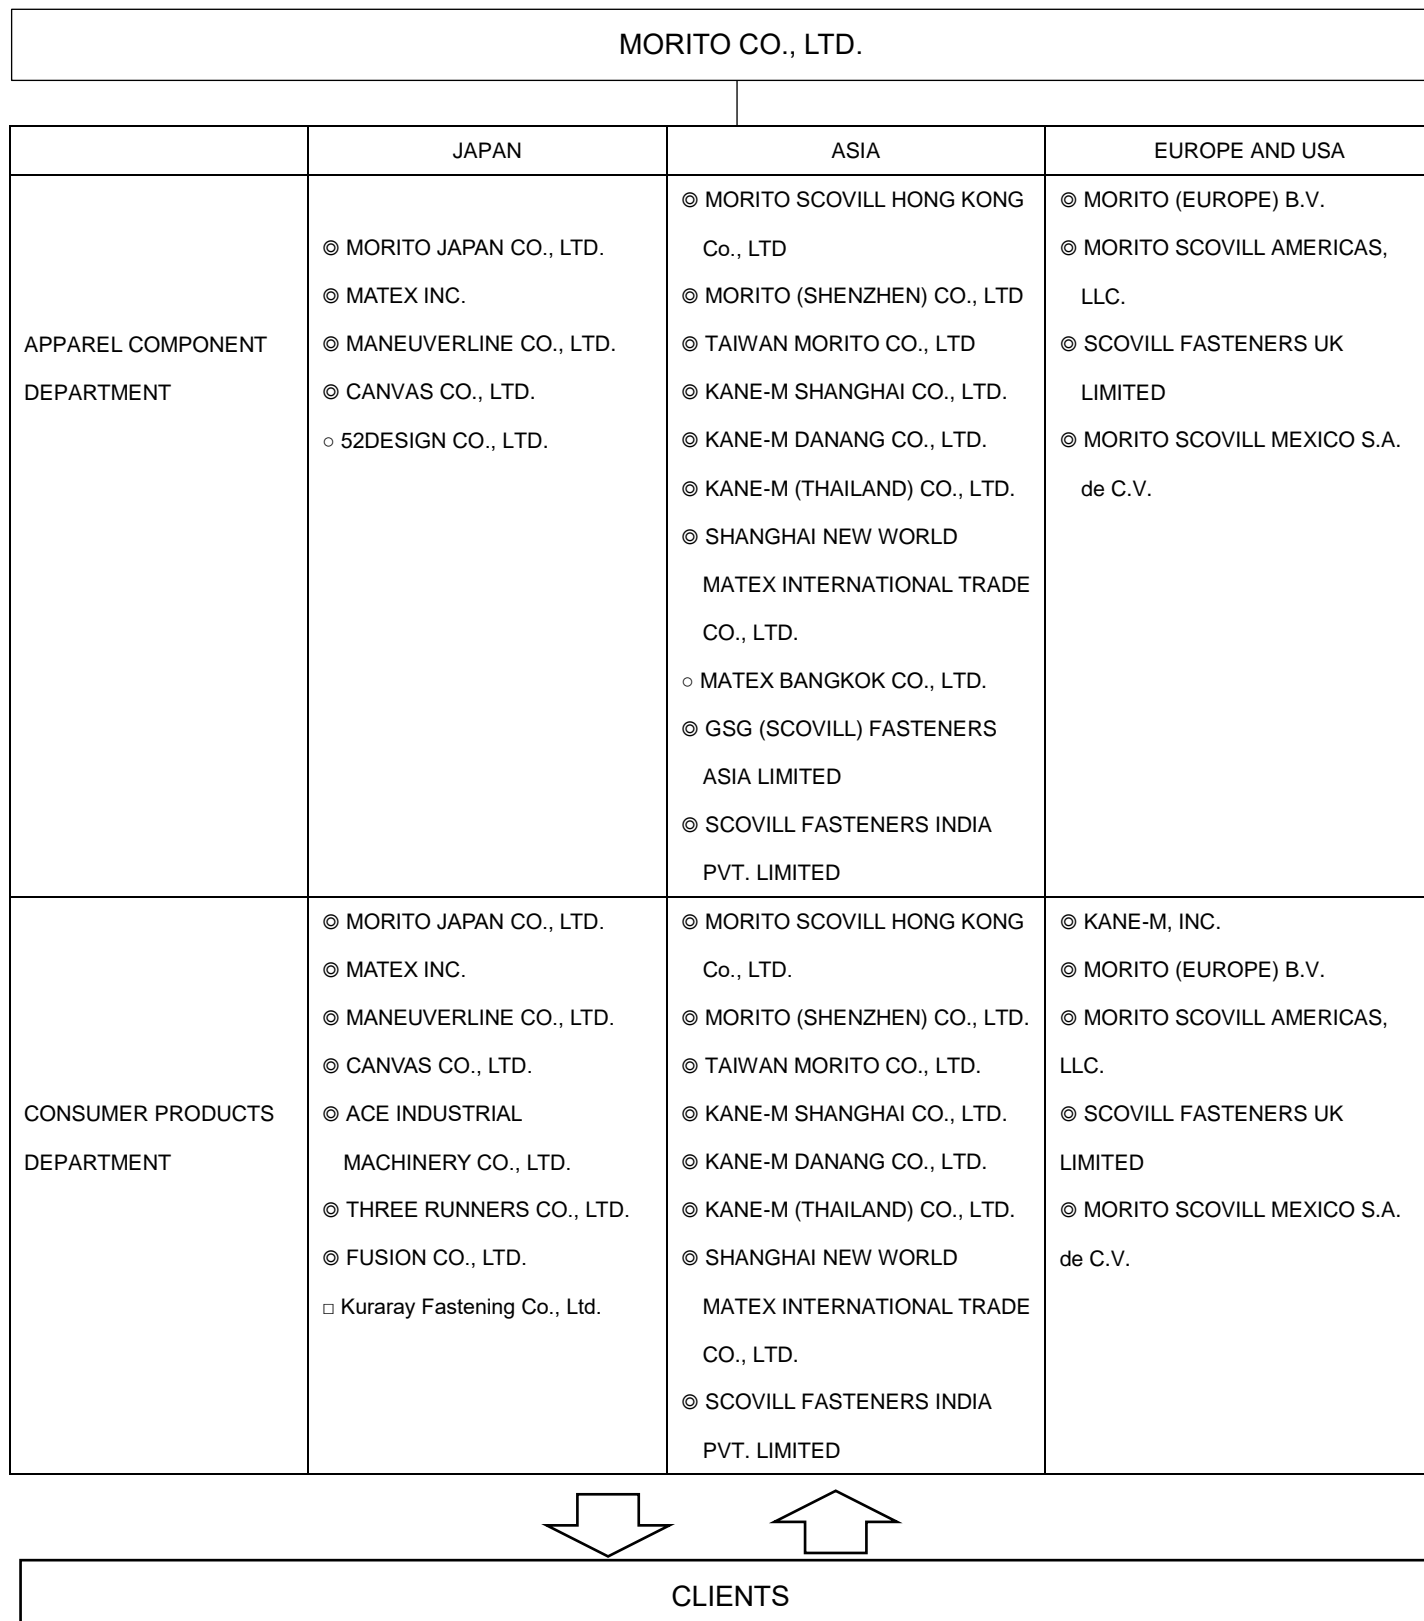 MORITO CO., LTD.
JAPAN
ASIA
EUROPE AND USA
APPAREL COMPONENT
DEPARTMENT
◎ MORITO JAPAN CO., LTD.
◎ MATEX INC.
◎ MANEUVERLINE CO., LTD.
◎ CANVAS CO., LTD.
○ 52DESIGN CO., LTD.
◎ MORITO SCOVILL HONG KONG
Co., LTD
◎ MORITO (SHENZHEN) CO., LTD
◎ TAIWAN MORITO CO., LTD
◎ KANE-M SHANGHAI CO., LTD.
◎ KANE-M DANANG CO., LTD.
◎ KANE-M (THAILAND) CO., LTD.
◎ SHANGHAI NEW WORLD
MATEX INTERNATIONAL TRADE
CO., LTD.
○ MATEX BANGKOK CO., LTD.
◎ GSG (SCOVILL) FASTENERS
ASIA LIMITED
◎ SCOVILL FASTENERS INDIA
PVT. LIMITED
◎ MORITO (EUROPE) B.V.
◎ MORITO SCOVILL AMERICAS,
LLC.
◎ SCOVILL FASTENERS UK
LIMITED
◎ MORITO SCOVILL MEXICO S.A.
de C.V.
CONSUMER PRODUCTS
DEPARTMENT
◎ MORITO JAPAN CO., LTD.
◎ MATEX INC.
◎ MANEUVERLINE CO., LTD.
◎ CANVAS CO., LTD.
◎ ACE INDUSTRIAL
MACHINERY CO., LTD.
◎ THREE RUNNERS CO., LTD.
◎ FUSION CO., LTD.
□ Kuraray Fastening Co., Ltd.
◎ MORITO SCOVILL HONG KONG
Co., LTD.
◎ MORITO (SHENZHEN) CO., LTD.
◎ TAIWAN MORITO CO., LTD.
◎ KANE-M SHANGHAI CO., LTD.
◎ KANE-M DANANG CO., LTD.
◎ KANE-M (THAILAND) CO., LTD.
◎ SHANGHAI NEW WORLD
MATEX INTERNATIONAL TRADE
CO., LTD.
◎ SCOVILL FASTENERS INDIA
PVT. LIMITED
◎ KANE-M, INC.
◎ MORITO (EUROPE) B.V.
◎ MORITO SCOVILL AMERICAS,
LLC.
◎ SCOVILL FASTENERS UK
LIMITED
◎ MORITO SCOVILL MEXICO S.A.
de C.V.
CLIENTS